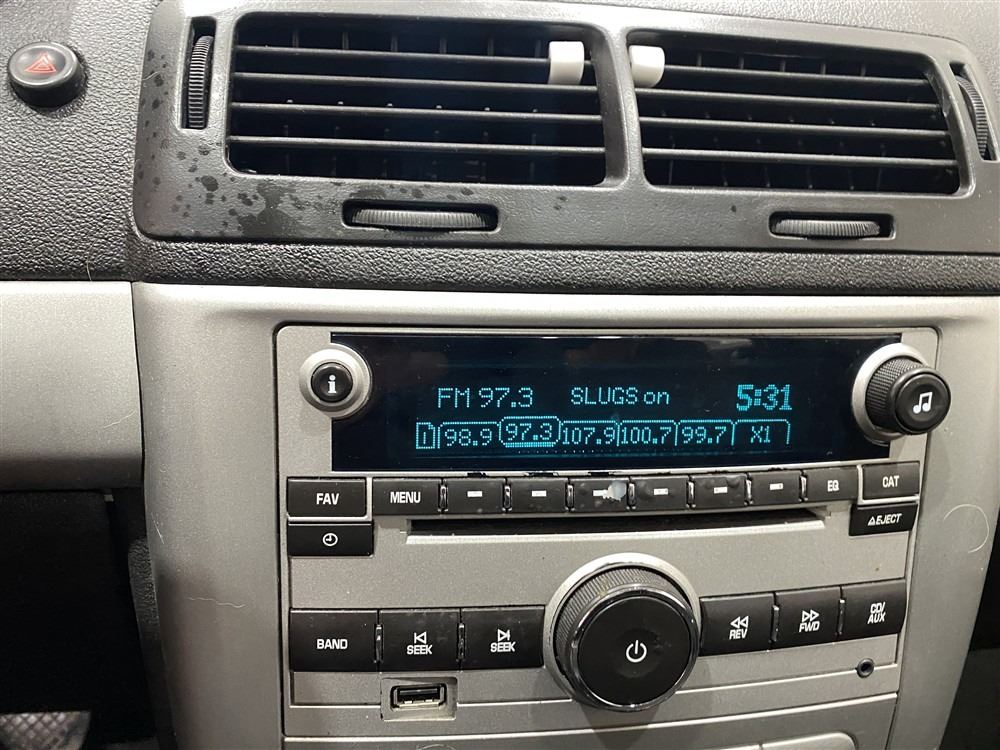 i
FM 97.3 SLUGS on 5:31
1 98.9 97.3 107.9 100.7 99.7 X1
FAV MENU EQ CAT
EJECT
BAND SEEK SEEK REV FWD CD/
AUX